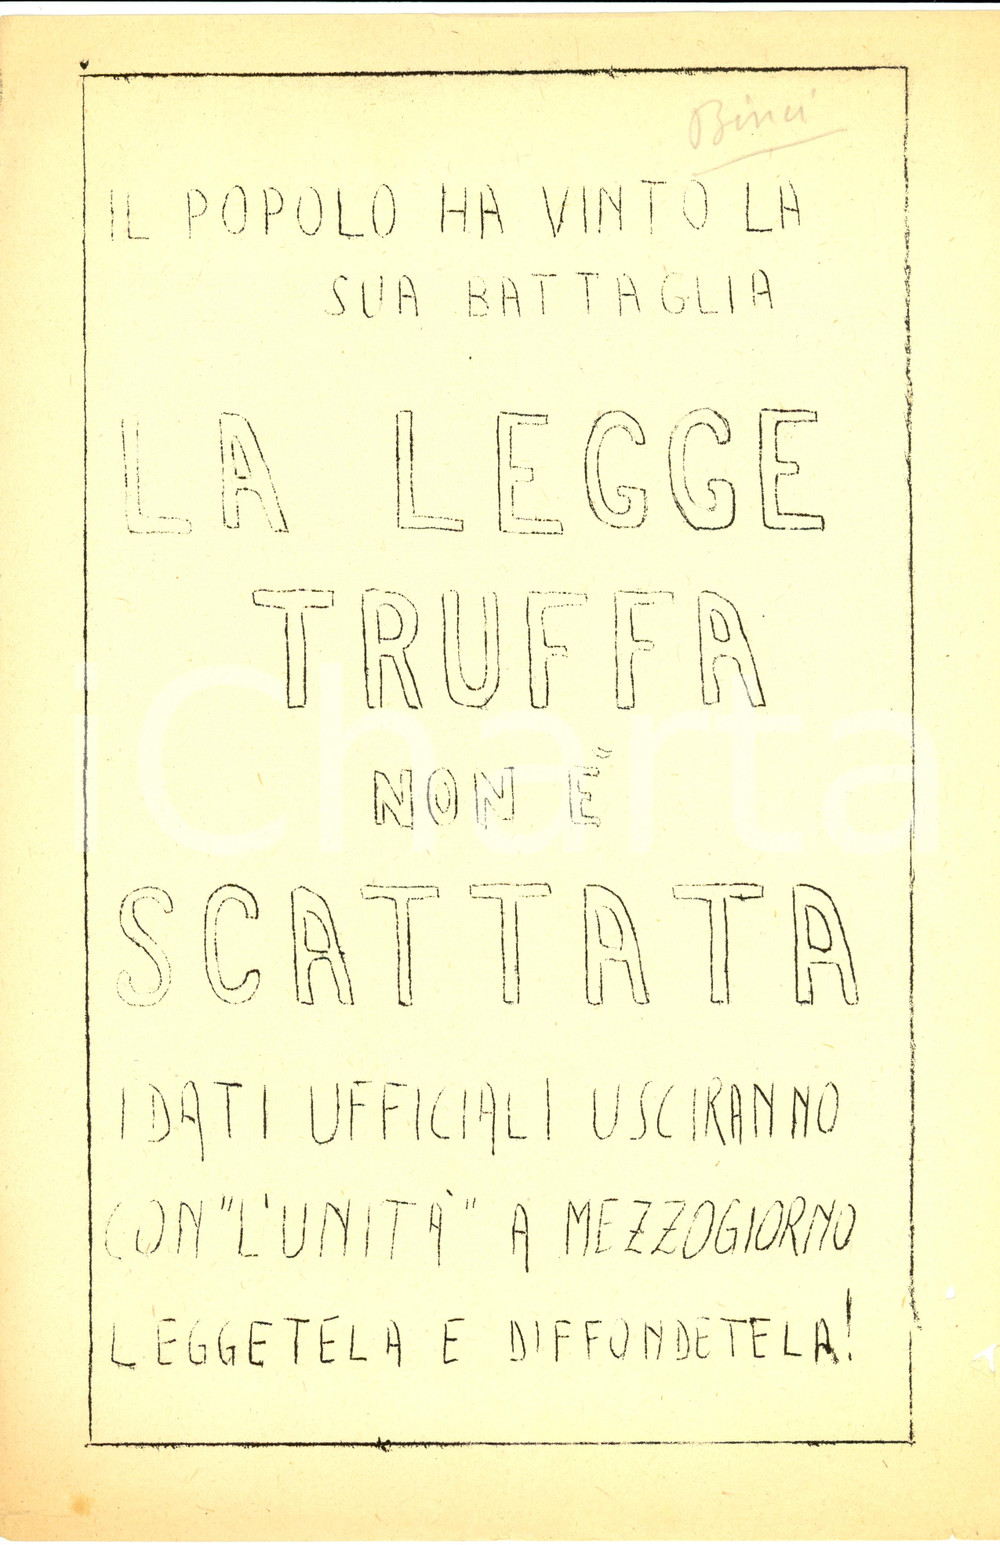 Binci
IL POPOLO HA VINTO LA
SUA BATTAGLIA
LA LEGGE
TRUFFA
NON È
SCATTATA
I DATI UFFICIALI USCIRANNO
CON "L'UNITÀ" A MEZZOGIORNO
LEGGETELA E DIFFONDETELA!
iCharta